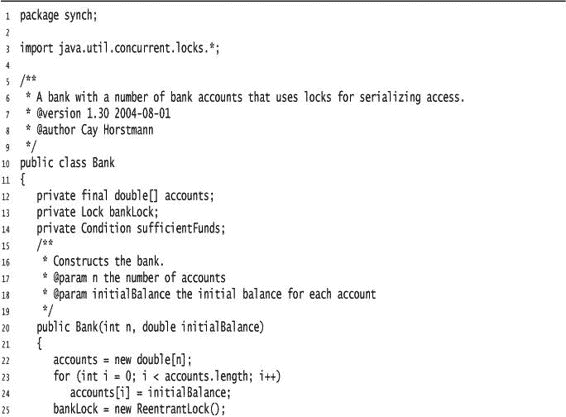 1 package synch;
2
3 import java.util.concurrent.locks.*;
4
5 /**
6  * A bank with a number of bank accounts that uses locks for serializing access.
7  * @version 1.30 2004-08-01
8  * @author Cay Horstmann
9  */
10 public class Bank
11 {
12    private final double[] accounts;
13    private Lock bankLock;
14    private Condition sufficientFunds;
15    /**
16     * Constructs the bank.
17     * @param n the number of accounts
18     * @param initialBalance the initial balance for each account
19     */
20    public Bank(int n, double initialBalance)
21    {
22       accounts = new double[n];
23       for (int i = 0; i < accounts.length; i++)
24          accounts[i] = initialBalance;
25       bankLock = new ReentrantLock();